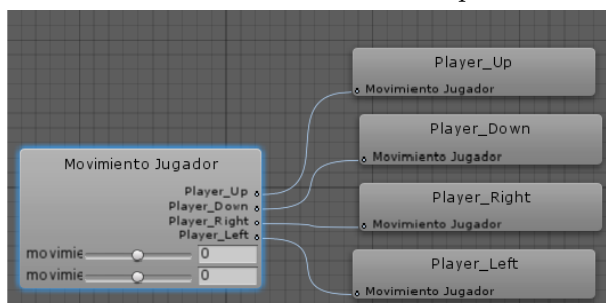 Player_Up
Movimiento Jugador
Player_Down
Movimiento Jugador
Movimiento Jugador
Player_Up
Player_Down
Player_Right
Player_Left
movimie 0
movimie 0
Player_Right
Movimiento Jugador
Player_Left
Movimiento Jugador